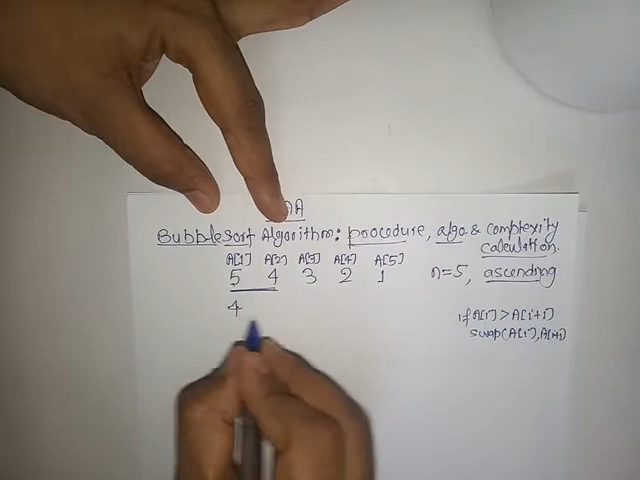 Bubblesort Algorithm: procedure, algo & complexity
calculation.
A[1] A[2] A[3] A[4] A[5]
5 4 3 2 1 n=5, ascending
4
if A[i] > A[i+1]
swap(A[i], A[i+1])